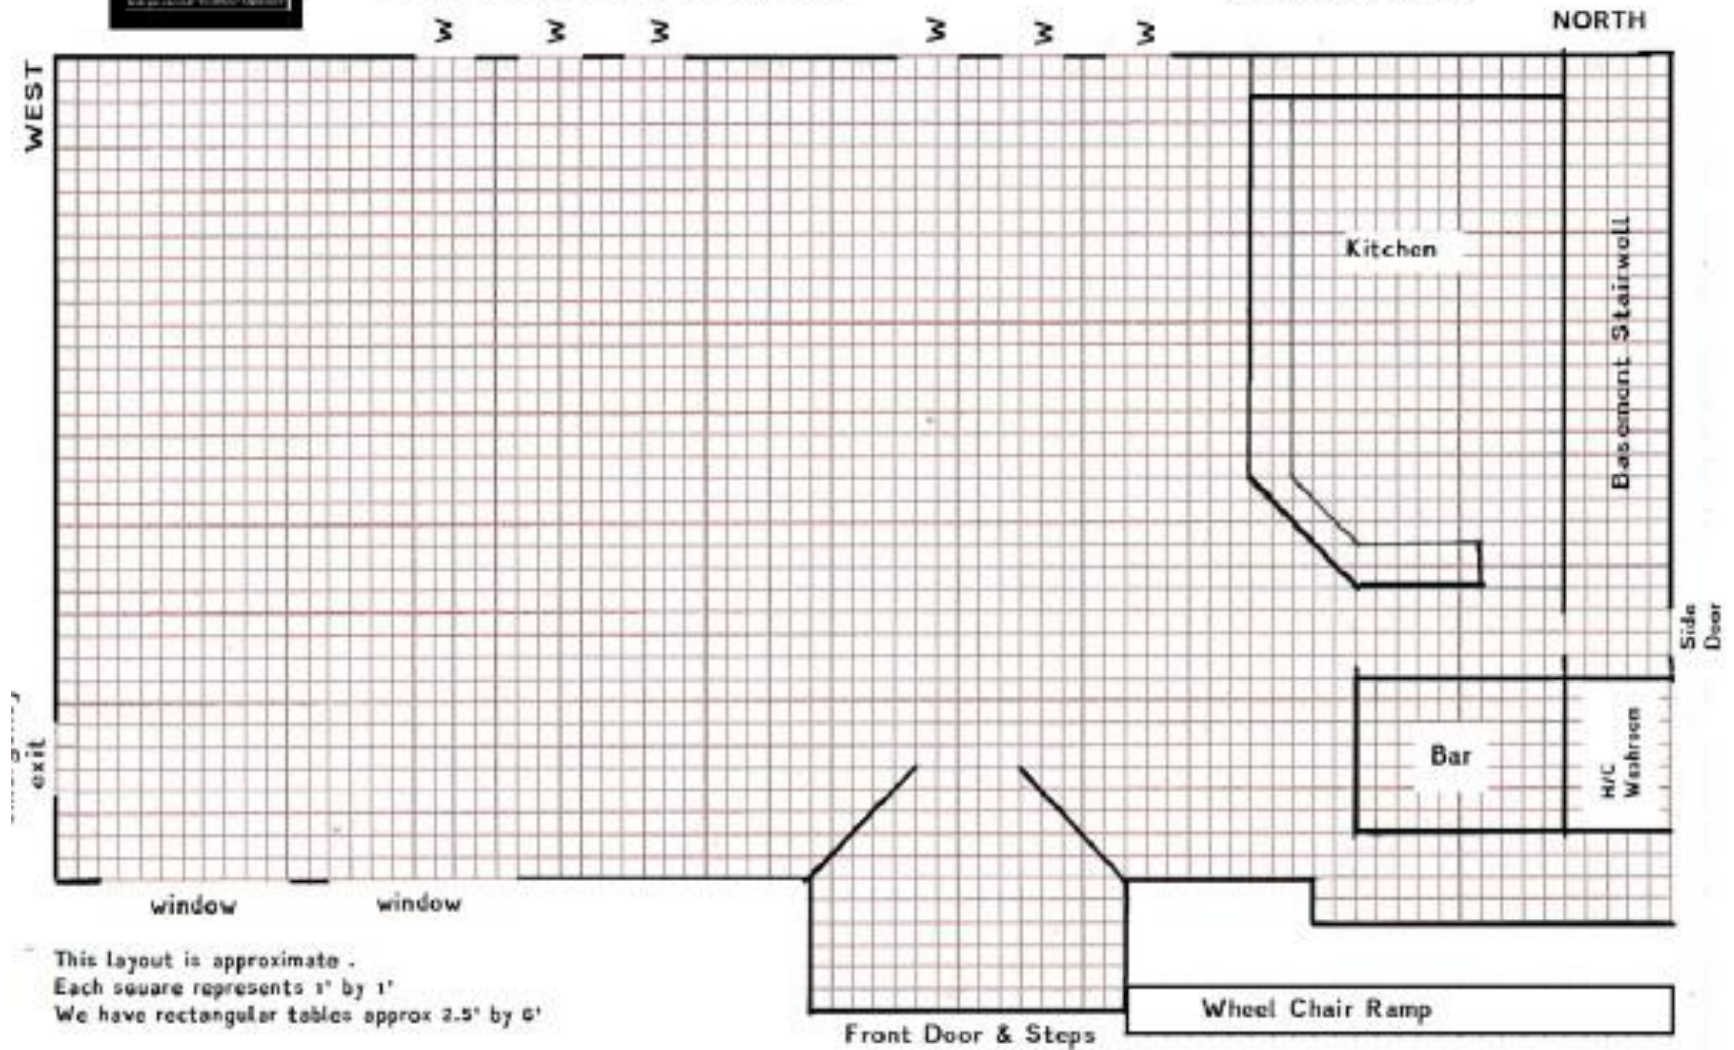 W
W
W
W
W
W
NORTH
WEST
Kitchen
Basement Stairwell
Side
Door
Bar
H/C
Washroom
exit
window
window
This layout is approximate .
Each square represents 1' by 1'
We have rectangular tables approx 2.5' by 6'
Wheel Chair Ramp
Front Door & Steps